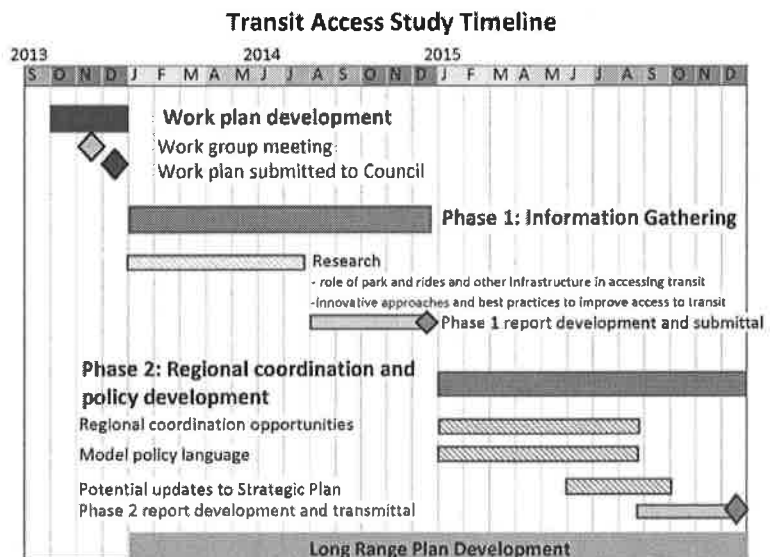 Transit Access Study Timeline
2013 2014 2015
S O N D J F M A M J J A S O N D J F M A M J J A S O N D
Work plan development
Work group meeting
Work plan submitted to Council
Phase 1: Information Gathering
Research
- role of park and rides and other infrastructure in accessing transit
-innovative approaches and best practices to improve access to transit
Phase 1 report development and submittal
Phase 2: Regional coordination and
policy development
Regional coordination opportunities
Model policy language
Potential updates to Strategic Plan
Phase 2 report development and transmittal
Long Range Plan Development